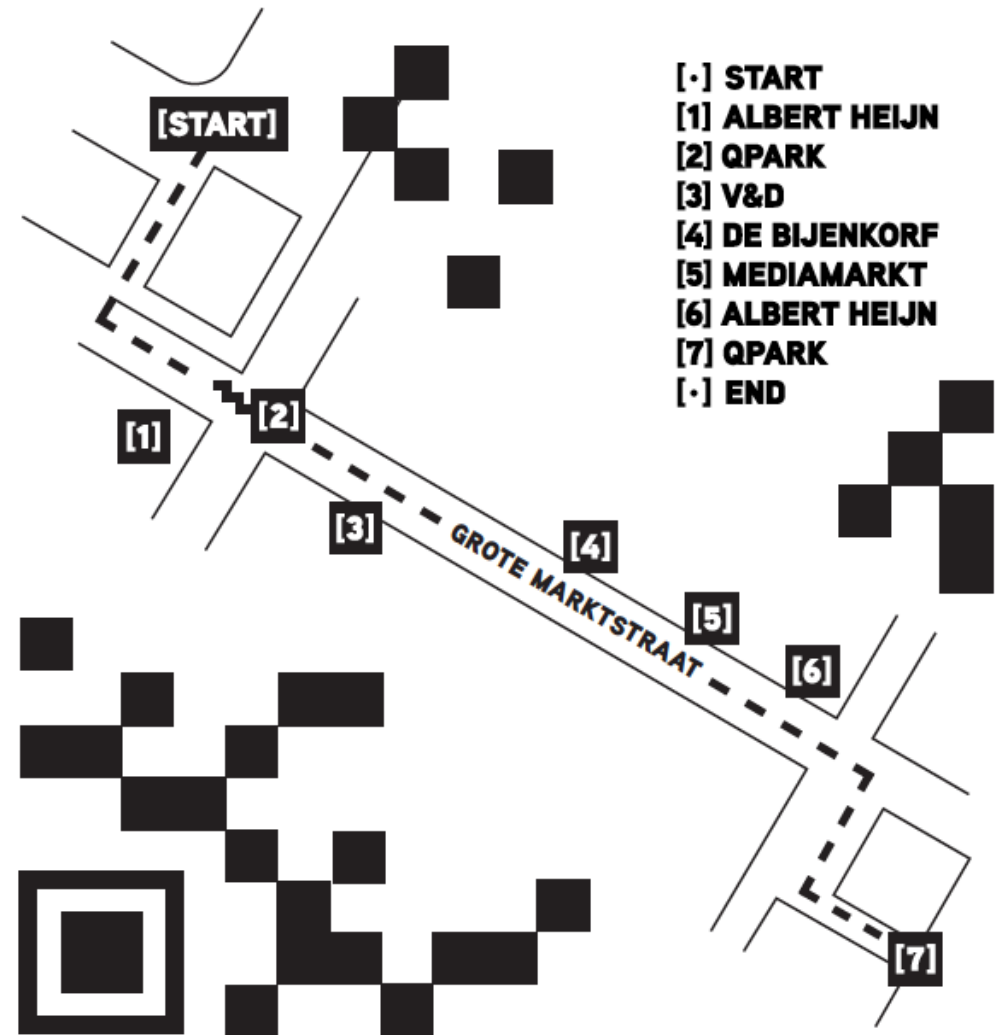 [START]
[·] START
[1] ALBERT HEIJN
[2] QPARK
[3] V&D
[4] DE BIJENKORF
[5] MEDIAMARKT
[6] ALBERT HEIJN
[7] QPARK
[·] END
[1]
[2]
[3]
GROTE MARKTSTRAAT
[4]
[5]
[6]
[7]